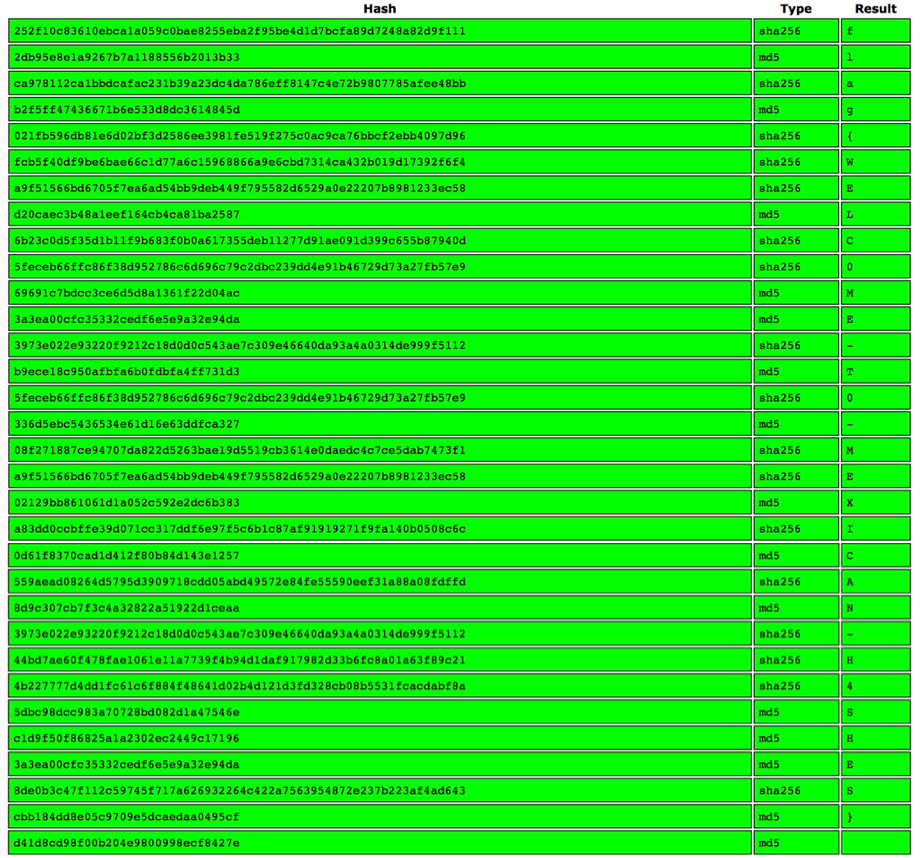 Hash Type Result
252f10c83610ebca1a059c0bae8255eba2f95be4d1d7bcfa89d7248a82d9f111 sha256 f
2db95e8e1a9267b7a1188556b2013b33 md5 l
ca978112ca1bbdcafac231b39a23dc4da786eff8147c4e72b9807785afee48bb sha256 a
b2f5ff47436671b6e533d8dc3614845d md5 g
021fb596db81e6d02bf3d2586ee3981fe519f275c0ac9ca76bbcf2ebb4097d96 sha256 {
fcb5f40df9be6bae66c1d77a6c15968866a9e6cbd7314ca432b019d17392f6f4 sha256 W
a9f51566bd6705f7ea6ad54bb9deb449f795582d6529a0e22207b8981233ec58 sha256 E
d20caec3b48a1eef164cb4ca81ba2587 md5 L
6b23c0d5f35d1b11f9b683f0b0a617355deb11277d91ae091d399c655b87940d sha256 C
5feceb66ffc86f38d952786c6d696c79c2dbc239dd4e91b46729d73a27fb57e9 sha256 0
69691c7bdcc3ce6d5d8a1361f22d04ac md5 M
3a3ea00cfc35332cedf6e5e9a32e94da md5 E
3973e022e93220f9212c18d0d0c543ae7c309e46640da93a4a0314de999f5112 sha256 -
b9ece18c950afbfa6b0fdbfa4ff731d3 md5 T
5feceb66ffc86f38d952786c6d696c79c2dbc239dd4e91b46729d73a27fb57e9 sha256 0
336d5ebc5436534e61d16e63ddfca327 md5 -
08f271887ce94707da822d5263bae19d5519cb3614e0daedc4c7ce5dab7473f1 sha256 M
a9f51566bd6705f7ea6ad54bb9deb449f795582d6529a0e22207b8981233ec58 sha256 E
02129bb861061d1a052c592e2dc6b383 md5 X
a83dd0ccbffe39d071cc317ddf6e97f5c6b1c87af91919271f9fa140b0508c6c sha256 I
0d61f8370cad1d412f80b84d143e1257 md5 C
559aead08264d5795d3909718cdd05abd49572e84fe55590eef31a88a08fdffd sha256 A
8d9c307cb7f3c4a32822a51922d1ceaa md5 N
3973e022e93220f9212c18d0d0c543ae7c309e46640da93a4a0314de999f5112 sha256 -
44bd7ae60f478fae1061e11a7739f4b94d1daf917982d33b6fc8a01a63f89c21 sha256 H
4b227777d4dd1fc61c6f884f48641d02b4d121d3fd328cb08b5531fcacdabf8a sha256 4
5dbc98dcc983a70728bd082d1a47546e md5 S
c1d9f50f86825a1a2302ec2449c17196 md5 H
3a3ea00cfc35332cedf6e5e9a32e94da md5 E
8de0b3c47f112c59745f717a626932264c422a7563954872e237b223af4ad643 sha256 S
cbb184dd8e05c9709e5dcaedaa0495cf md5 }
d41d8cd98f00b204e9800998ecf8427e md5